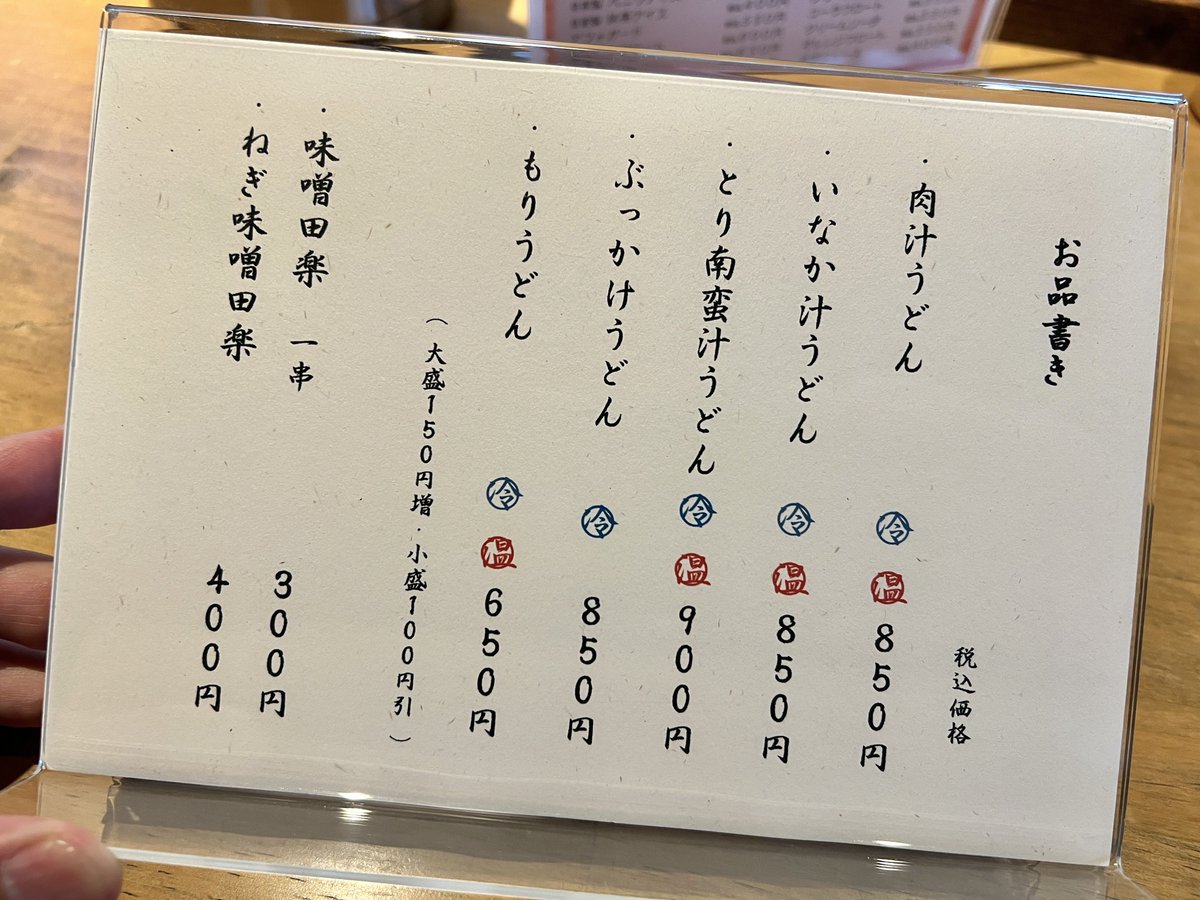 お品書き
税込価格
・肉汁うどん 冷 温 850円
・いなか汁うどん 冷 温 850円
・とり南蛮汁うどん 冷 温 900円
・ぶっかけうどん 冷 850円
・もりうどん 冷 温 650円
（大盛150円増・小盛100円引）
・味噌田楽 一串 300円
・ねぎ味噌田楽 400円